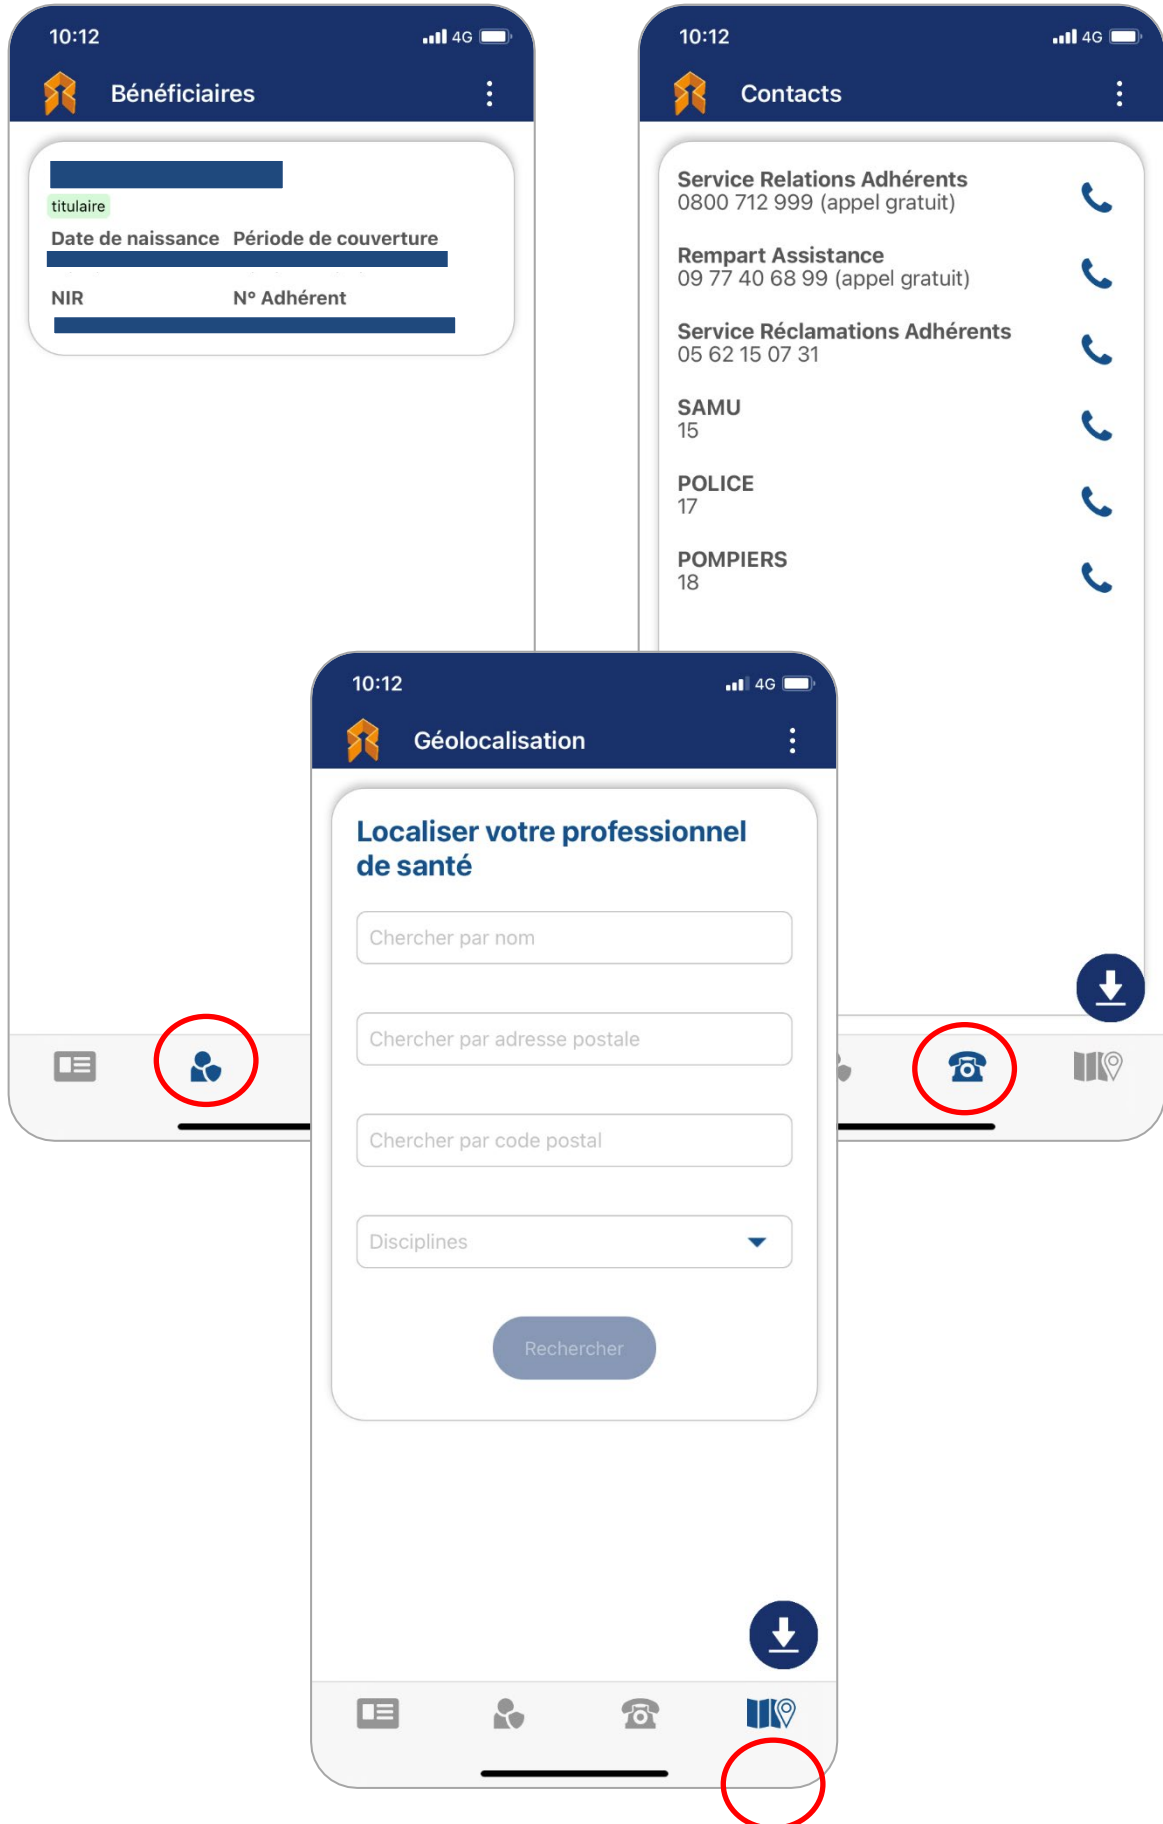 10:12
4G
Bénéficiaires
titulaire
Date de naissance Période de couverture
NIR N° Adhérent
10:12
4G
Contacts
Service Relations Adhérents
0800 712 999 (appel gratuit)
Rempart Assistance
09 77 40 68 99 (appel gratuit)
Service Réclamations Adhérents
05 62 15 07 31
SAMU
15
POLICE
17
POMPIERS
18
10:12
4G
Géolocalisation
Localiser votre professionnel
de santé
Chercher par nom
Chercher par adresse postale
Chercher par code postal
Disciplines
Rechercher